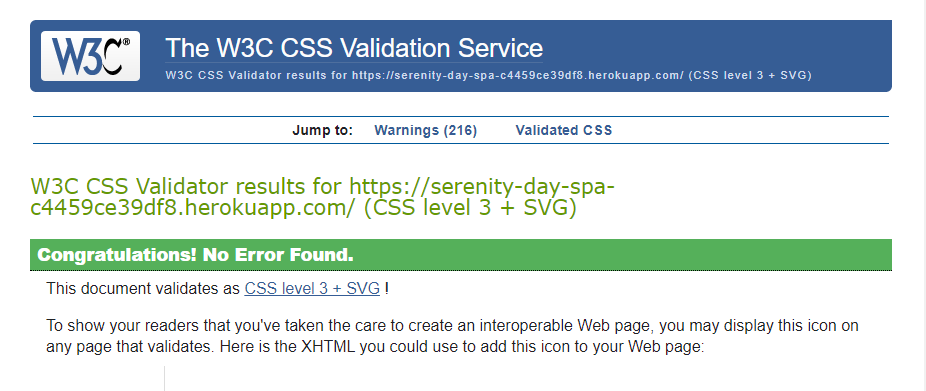 W3C®
The W3C CSS Validation Service
W3C CSS Validator results for https://serenity-day-spa-c4459ce39df8.herokuapp.com/ (CSS level 3 + SVG)
Jump to: Warnings (216) Validated CSS
W3C CSS Validator results for https://serenity-day-spa-
c4459ce39df8.herokuapp.com/ (CSS level 3 + SVG)
Congratulations! No Error Found.
This document validates as CSS level 3 + SVG !
To show your readers that you've taken the care to create an interoperable Web page, you may display this icon on
any page that validates. Here is the XHTML you could use to add this icon to your Web page: